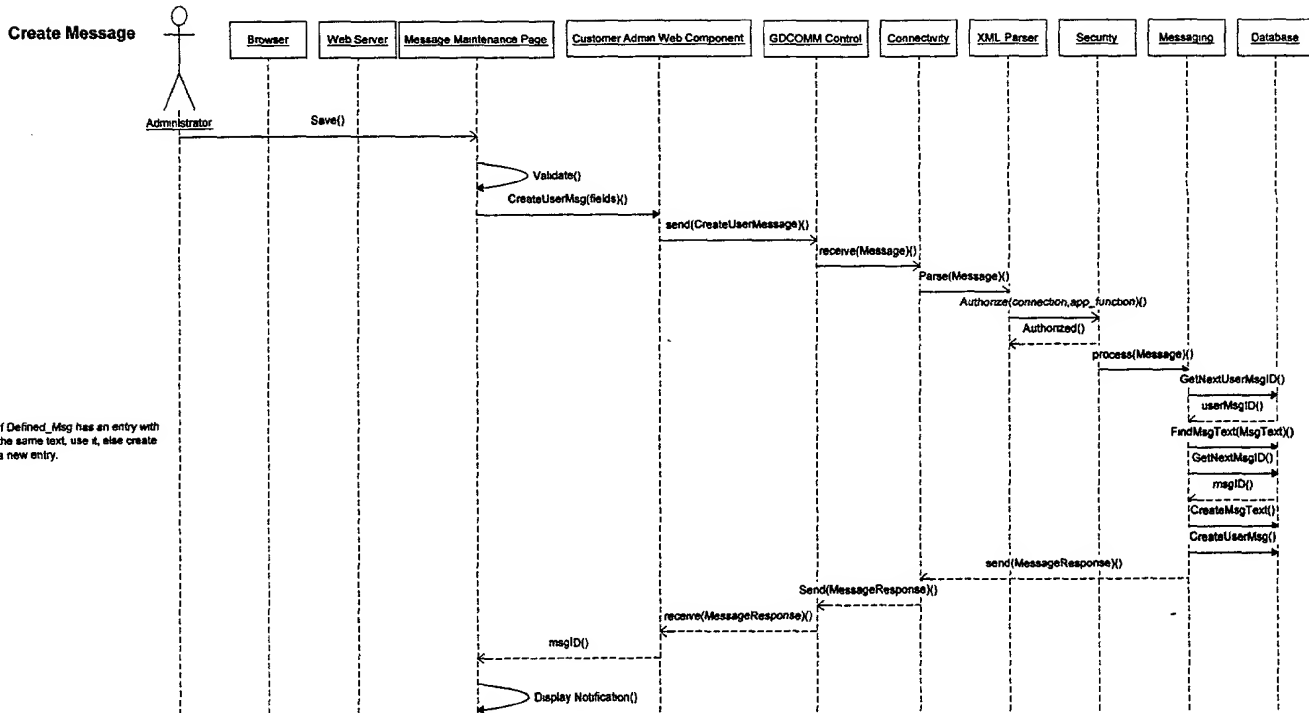 Create Message
Browser
Web Server
Message Maintenance Page
Customer Admin Web Component
GDCOMM Control
Connectivity
XML Parser
Security
Messaging
Database
Administrator
Save()
Validate()
CreateUserMsg(fields)()
send(CreateUserMessage)()
receive(Message)()
Parse(Message)()
Authorize(connection,app_function)()
Authorized()
process(Message)()
GetNextUserMsgID()
userMsgID()
f Defined_Msg has an entry with
the same text, use it, else create
a new entry.
FindMsgText(MsgText)()
GetNextMsgID()
msgID()
CreateMsgText()
CreateUserMsg()
send(MessageResponse)()
Send(MessageResponse)()
receive(MessageResponse)()
msgID()
Display Notification()